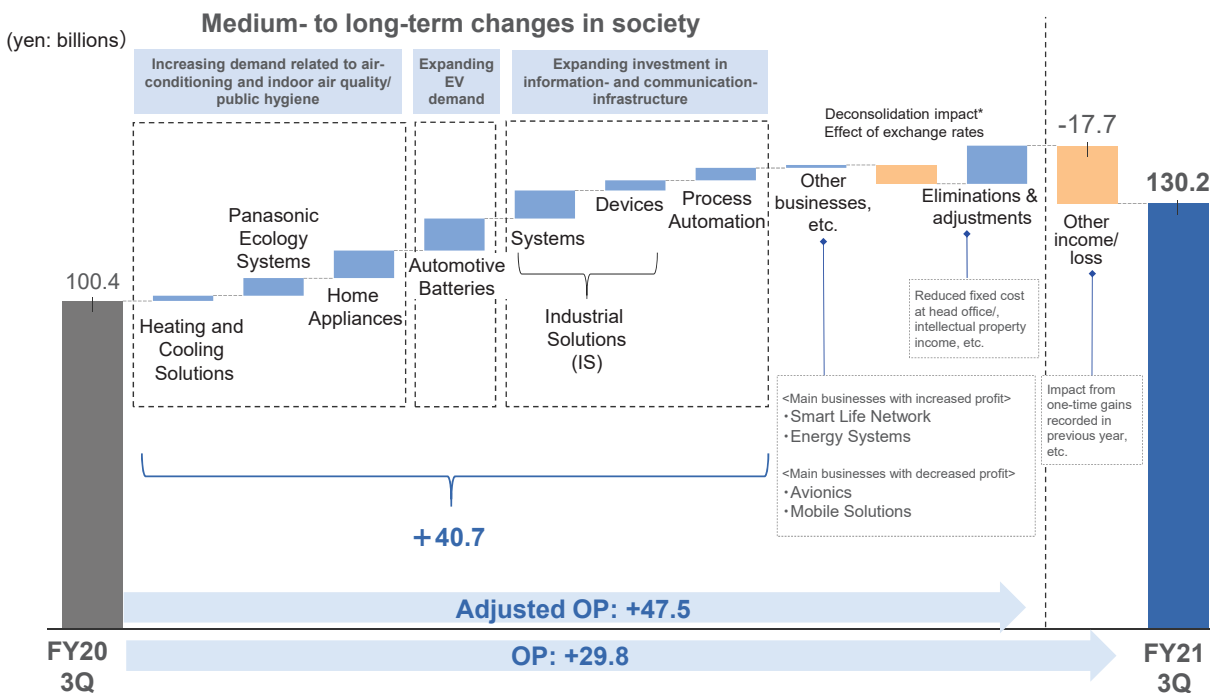 Medium- to long-term changes in society
(yen: billions)
Increasing demand related to air-
conditioning and indoor air quality/
public hygiene
Expanding
EV
demand
Expanding investment in
information- and communication-
infrastructure
Deconsolidation impact*
Effect of exchange rates
-17.7
130.2
100.4
Heating and
Cooling
Solutions
Panasonic
Ecology
Systems
Home
Appliances
Automotive
Batteries
Systems
Devices
Industrial
Solutions
(IS)
Process
Automation
Other
businesses,
etc.
Eliminations &
adjustments
Other
income/
loss
Reduced fixed cost
at head office/,
intellectual property
income, etc.
<Main businesses with increased profit>
・Smart Life Network
・Energy Systems
<Main businesses with decreased profit>
・Avionics
・Mobile Solutions
Impact from
one-time gains
recorded in
previous year,
etc.
+40.7
Adjusted OP: +47.5
OP: +29.8
FY20
3Q
FY21
3Q